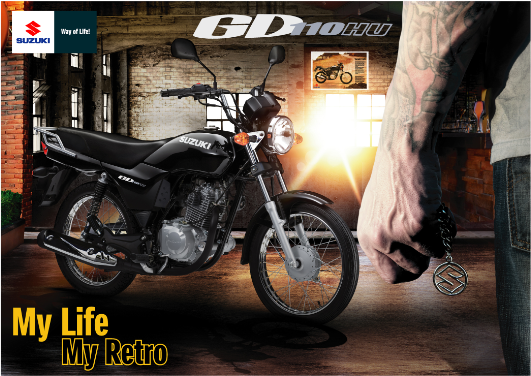 SUZUKI
Way of Life!
GD110HU
SUZUKI
My Life
My Retro